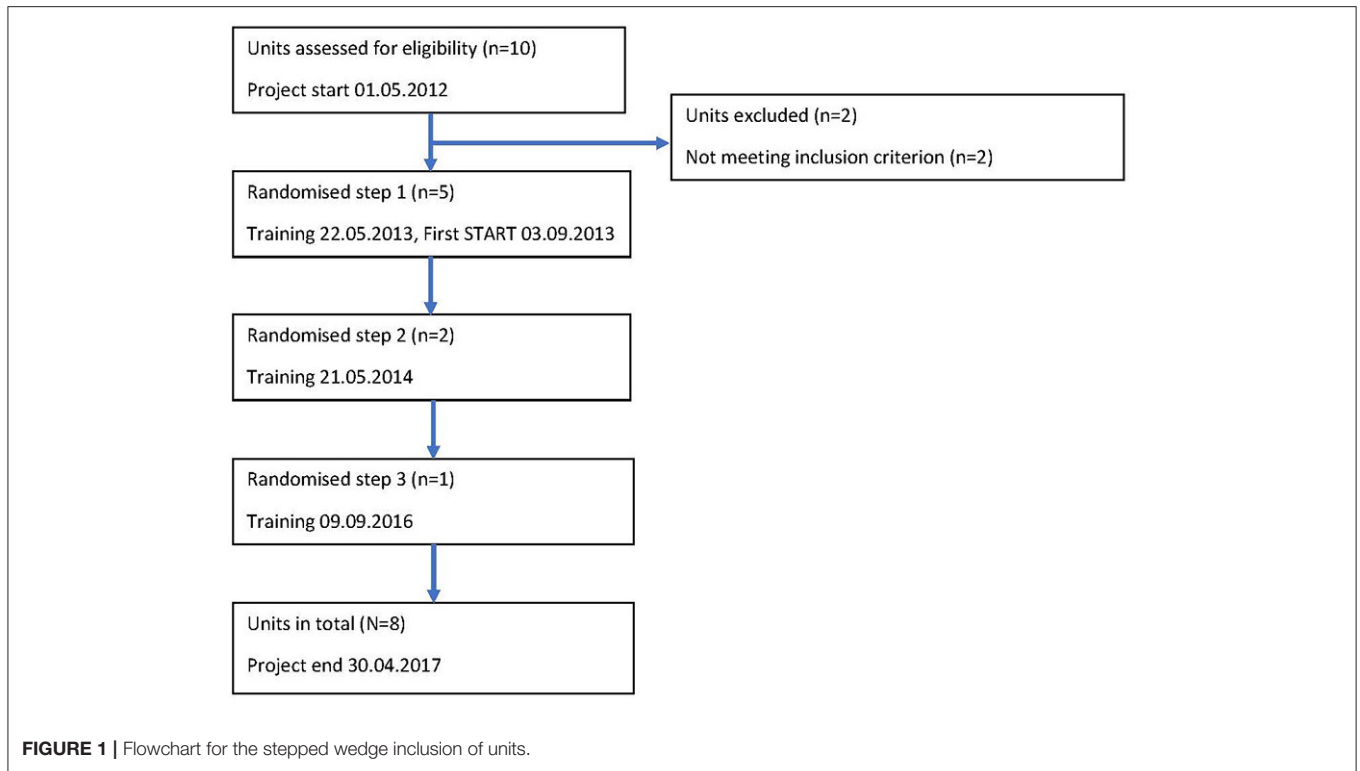 Units assessed for eligibility (n=10)
Project start 01.05.2012
Units excluded (n=2)
Not meeting inclusion criterion (n=2)
Randomised step 1 (n=5)
Training 22.05.2013, First START 03.09.2013
Randomised step 2 (n=2)
Training 21.05.2014
Randomised step 3 (n=1)
Training 09.09.2016
Units in total (N=8)
Project end 30.04.2017
FIGURE 1 | Flowchart for the stepped wedge inclusion of units.